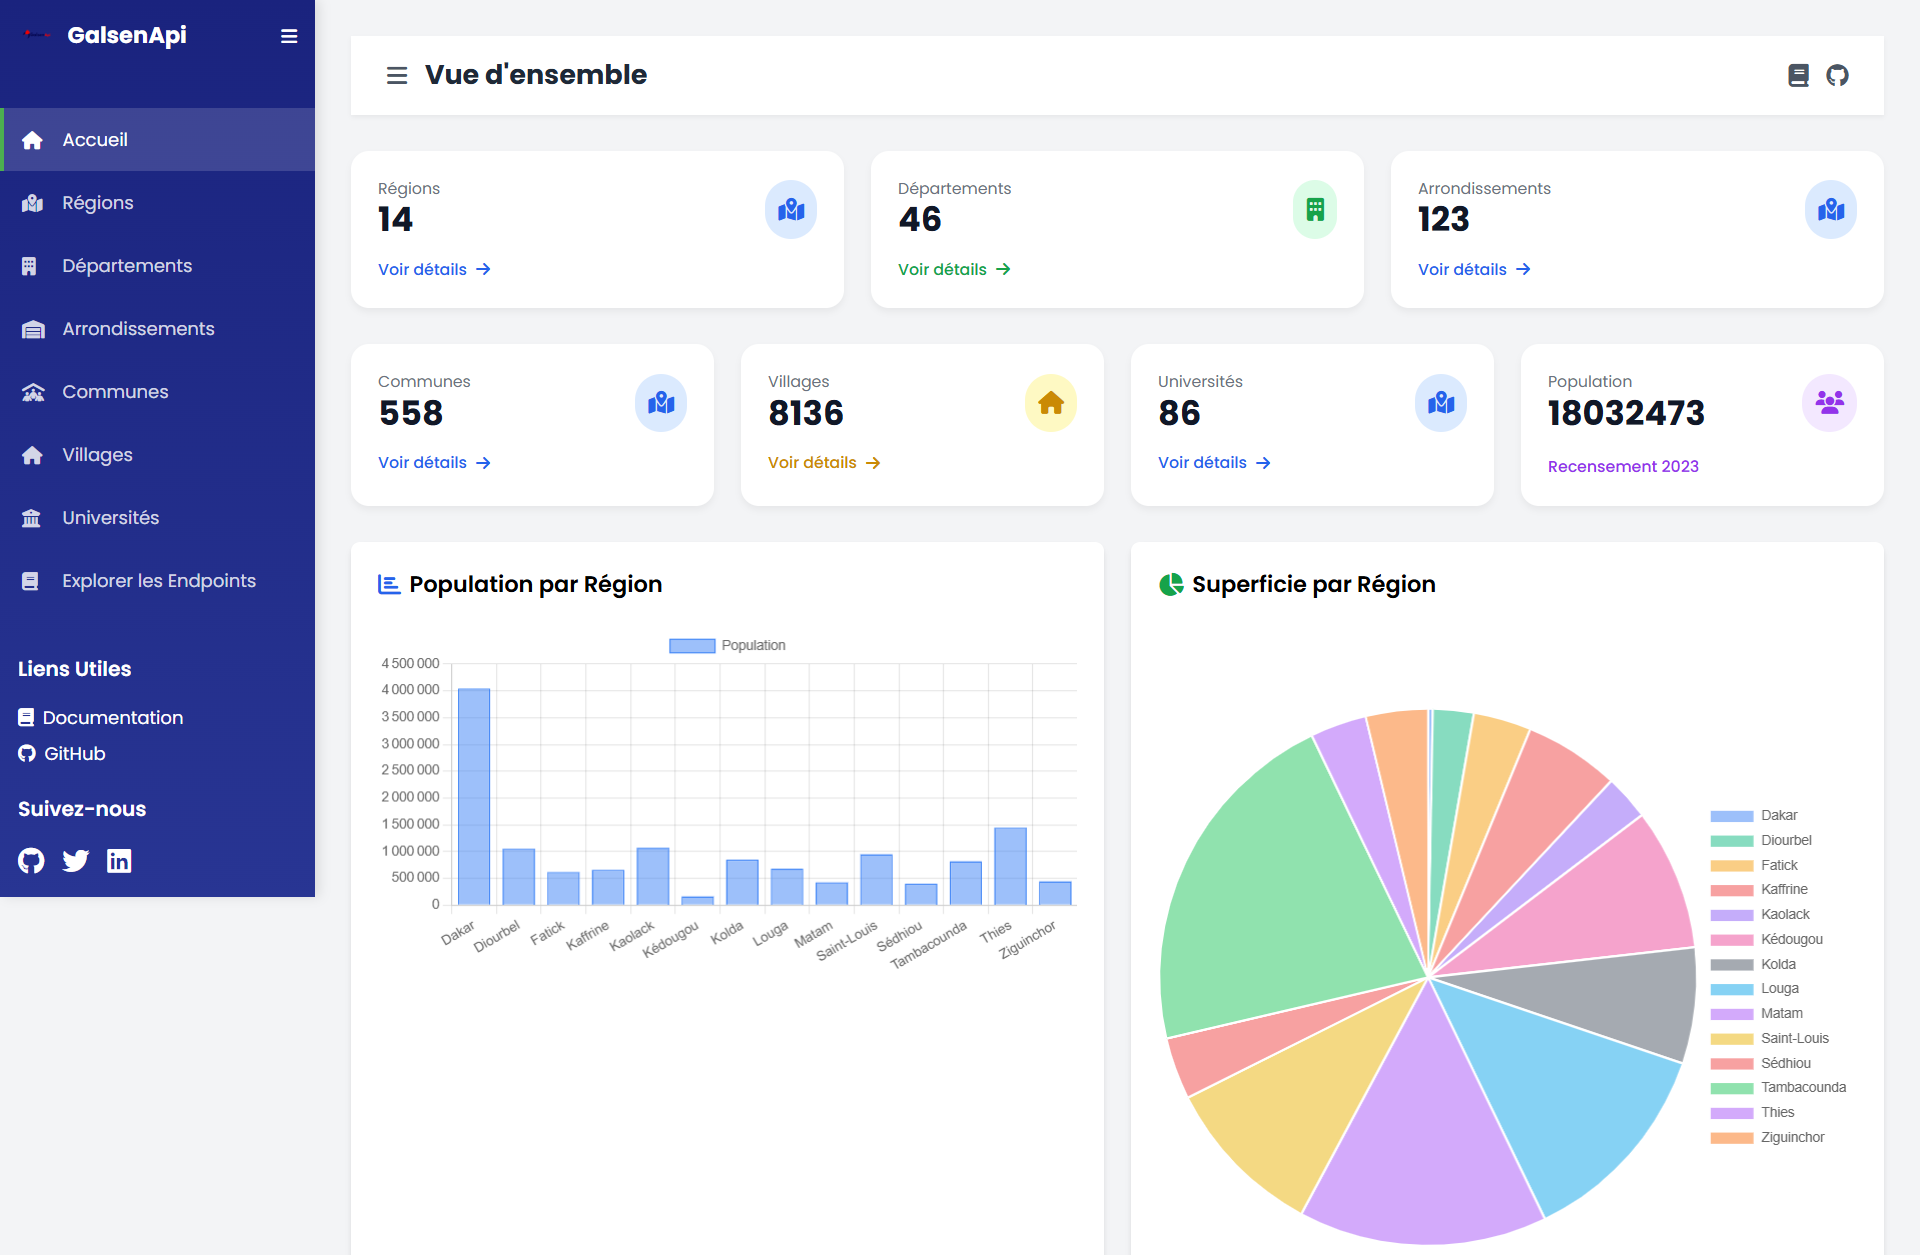 GalsenApi
Accueil
Régions
Départements
Arrondissements
Communes
Villages
Universités
Explorer les Endpoints
Liens Utiles
Documentation
GitHub
Suivez-nous
Vue d'ensemble
Régions
14
Voir détails
Départements
46
Voir détails
Arrondissements
123
Voir détails
Communes
558
Voir détails
Villages
8136
Voir détails
Universités
86
Voir détails
Population
18032473
Recensement 2023
Population par Région
Population
4 500 000
4 000 000
3 500 000
3 000 000
2 500 000
2 000 000
1 500 000
1 000 000
500 000
0
Dakar
Diourbel
Fatick
Kaffrine
Kaolack
Kédougou
Kolda
Louga
Matam
Saint-Louis
Sédhiou
Tambacounda
Thies
Ziguinchor
Superficie par Région
Dakar
Diourbel
Fatick
Kaffrine
Kaolack
Kédougou
Kolda
Louga
Matam
Saint-Louis
Sédhiou
Tambacounda
Thies
Ziguinchor